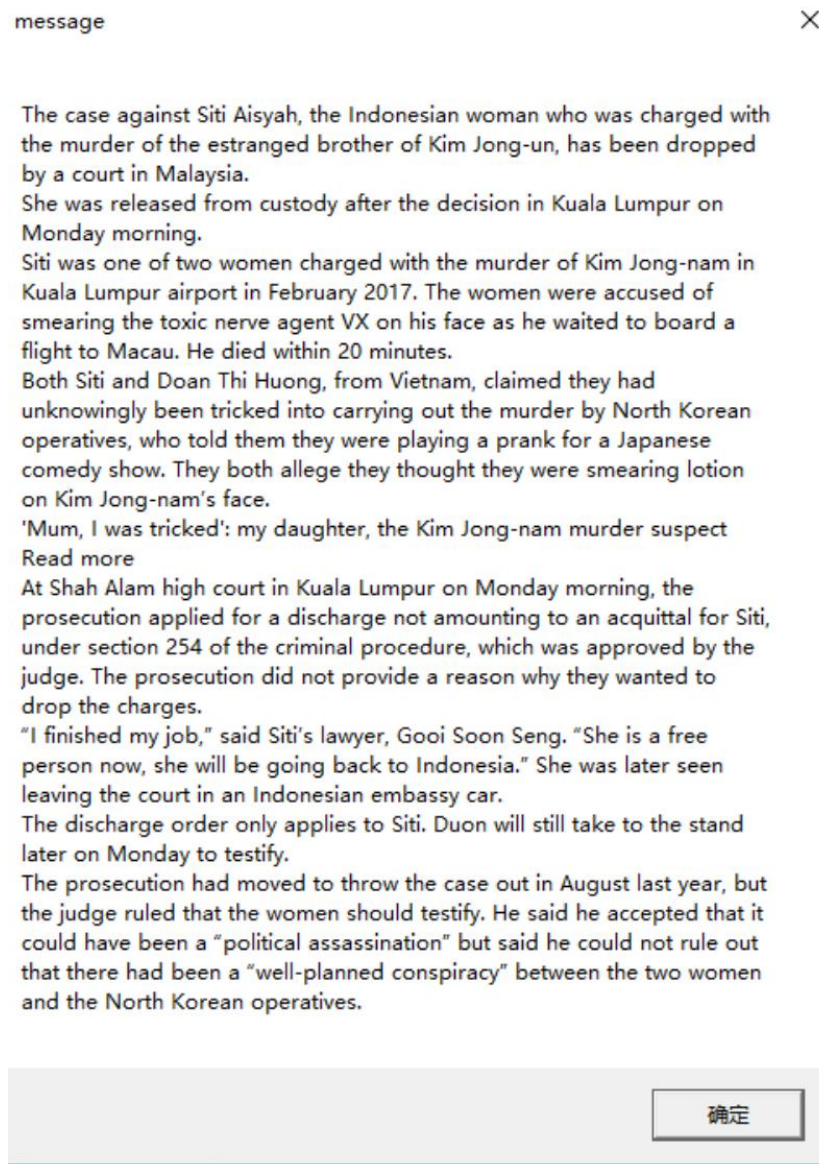 message
The case against Siti Aisyah, the Indonesian woman who was charged with
the murder of the estranged brother of Kim Jong-un, has been dropped
by a court in Malaysia.
She was released from custody after the decision in Kuala Lumpur on
Monday morning.
Siti was one of two women charged with the murder of Kim Jong-nam in
Kuala Lumpur airport in February 2017. The women were accused of
smearing the toxic nerve agent VX on his face as he waited to board a
flight to Macau. He died within 20 minutes.
Both Siti and Doan Thi Huong, from Vietnam, claimed they had
unknowingly been tricked into carrying out the murder by North Korean
operatives, who told them they were playing a prank for a Japanese
comedy show. They both allege they thought they were smearing lotion
on Kim Jong-nam's face.
'Mum, I was tricked': my daughter, the Kim Jong-nam murder suspect
Read more
At Shah Alam high court in Kuala Lumpur on Monday morning, the
prosecution applied for a discharge not amounting to an acquittal for Siti,
under section 254 of the criminal procedure, which was approved by the
judge. The prosecution did not provide a reason why they wanted to
drop the charges.
“I finished my job,” said Siti's lawyer, Gooi Soon Seng. “She is a free
person now, she will be going back to Indonesia.” She was later seen
leaving the court in an Indonesian embassy car.
The discharge order only applies to Siti. Duon will still take to the stand
later on Monday to testify.
The prosecution had moved to throw the case out in August last year, but
the judge ruled that the women should testify. He said he accepted that it
could have been a “political assassination” but said he could not rule out
that there had been a “well-planned conspiracy” between the two women
and the North Korean operatives.
确定